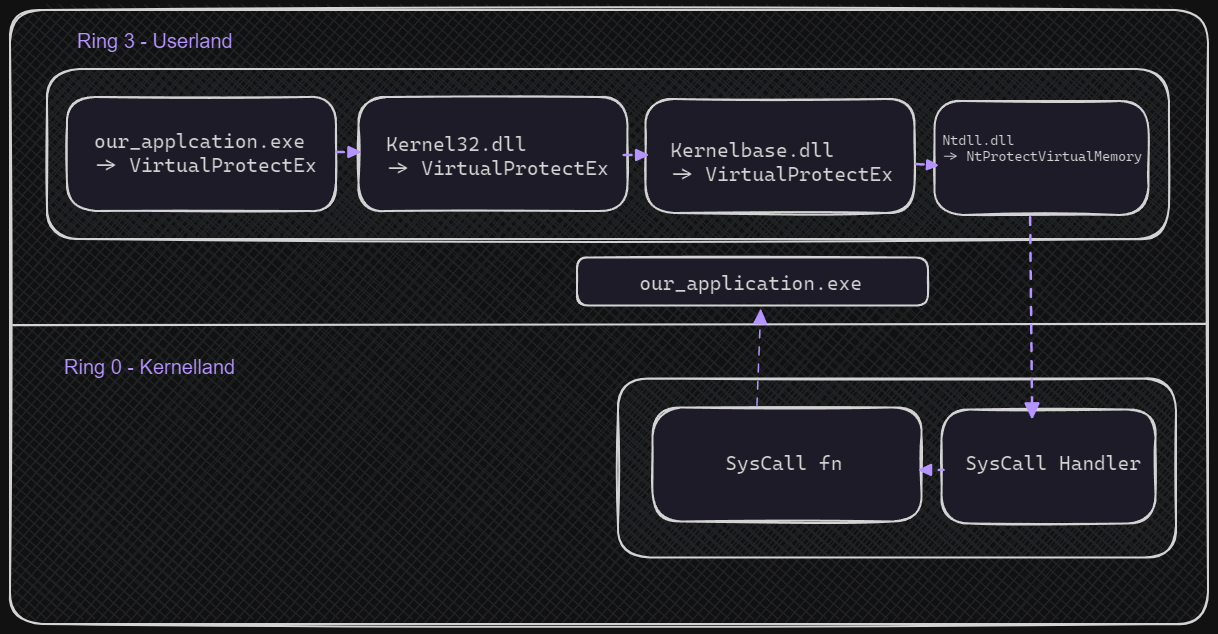 Ring 3 - Userland
our_applcation.exe
→ VirtualProtectEx
Kernel32.dll
→ VirtualProtectEx
Kernelbase.dll
→ VirtualProtectEx
Ntdll.dll
→ NtProtectVirtualMemory
our_application.exe
Ring 0 - Kernelland
SysCall fn
SysCall Handler